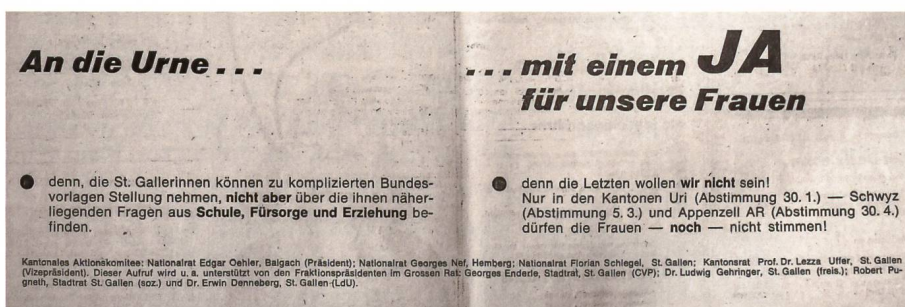 An die Urne . . .
. . . mit einem JA
für unsere Frauen
● denn, die St. Gallerinnen können zu komplizierten Bundes-
vorlagen Stellung nehmen, nicht aber über die ihnen näher-
liegenden Fragen aus Schule, Fürsorge und Erziehung be-
finden.
● denn die Letzten wollen wir nicht sein!
Nur in den Kantonen Uri (Abstimmung 30. 1.) — Schwyz
(Abstimmung 5. 3.) und Appenzell AR (Abstimmung 30. 4.)
dürfen die Frauen — noch — nicht stimmen!
Kantonales Aktionskomitee: Nationalrat Edgar Oehler, Balgach (Präsident); Nationalrat Georges Nef, Hemberg; Nationalrat Florian Schlegel, St. Gallen; Kantonsrat Prof. Dr. Lezza Uffer, St. Gallen
(Vizepräsident). Dieser Aufruf wird u. a. unterstützt von den Fraktionspräsidenten im Grossen Rat: Georges Enderle, Stadtrat, St. Gallen (CVP); Dr. Ludwig Gehringer, St. Gallen (freis.); Robert Pu-
gneth, Stadtrat St. Gallen (soz.) und Dr. Erwin Denneberg, St. Gallen (LdU).